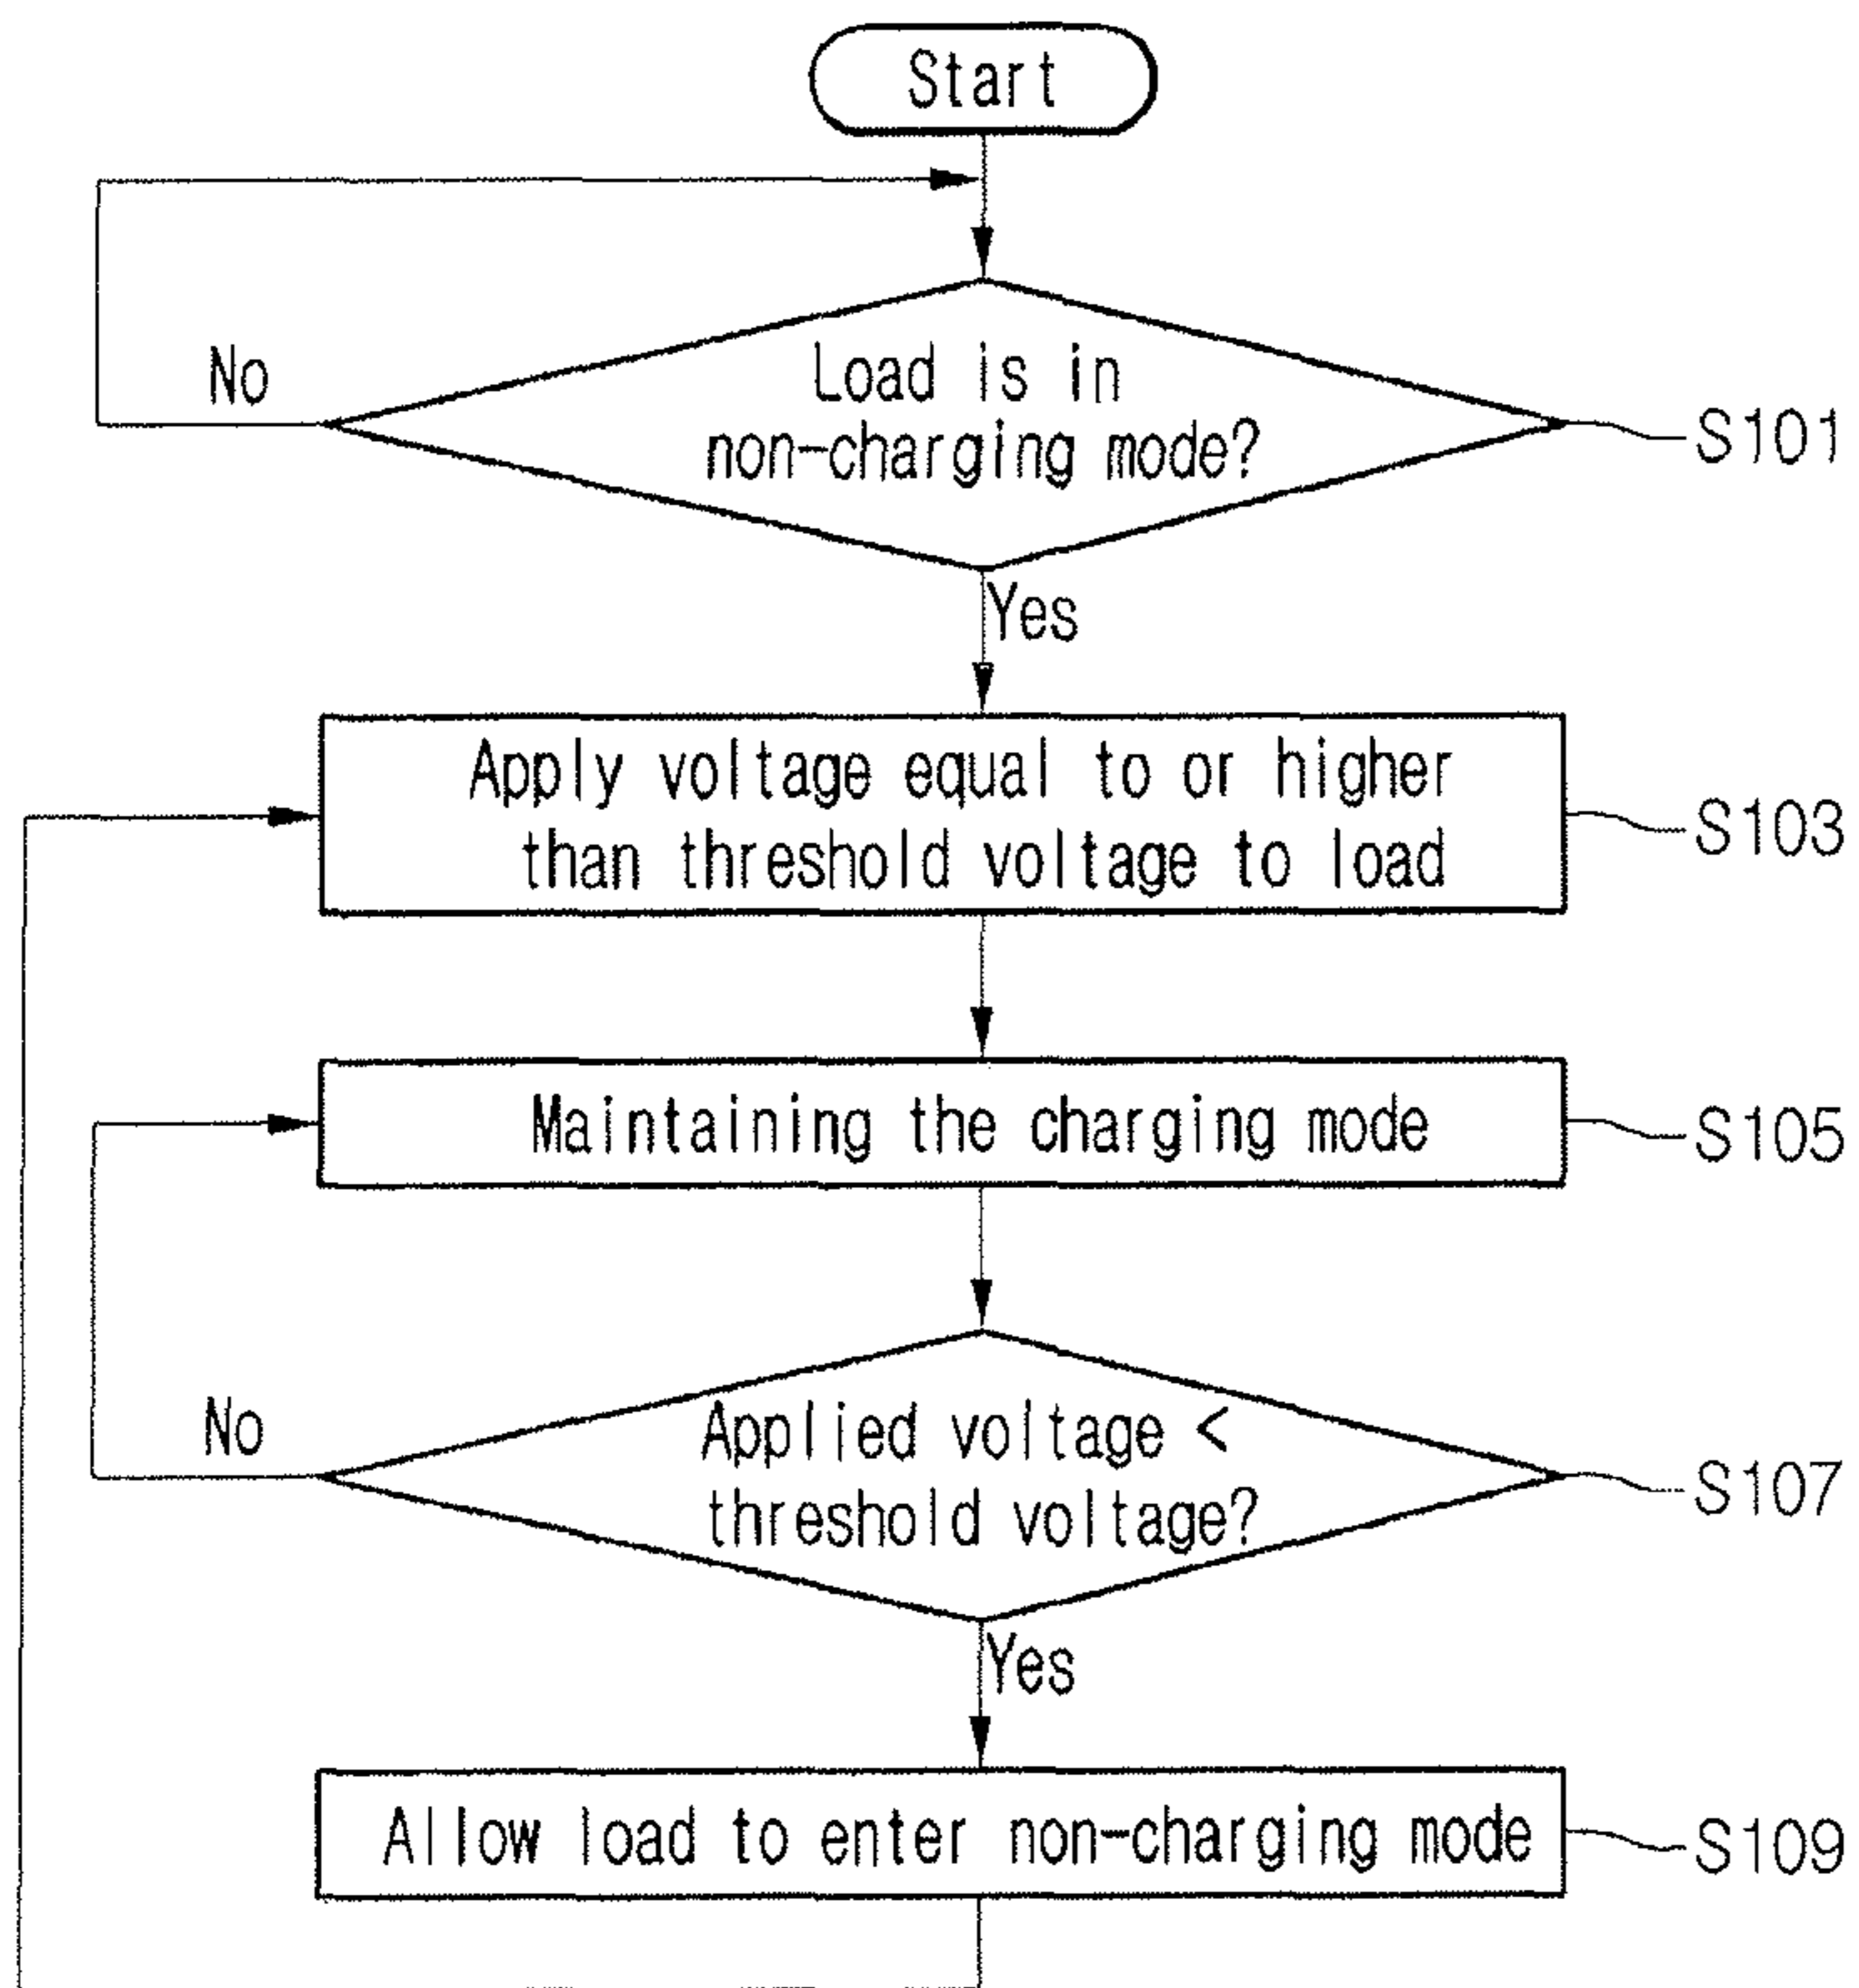 Start
No
Load is in
non-charging mode?
S101
Yes
Apply voltage equal to or higher
than threshold voltage to load
S103
Maintaining the charging mode
S105
No
Applied voltage <
threshold voltage?
S107
Yes
Allow load to enter non-charging mode
S109